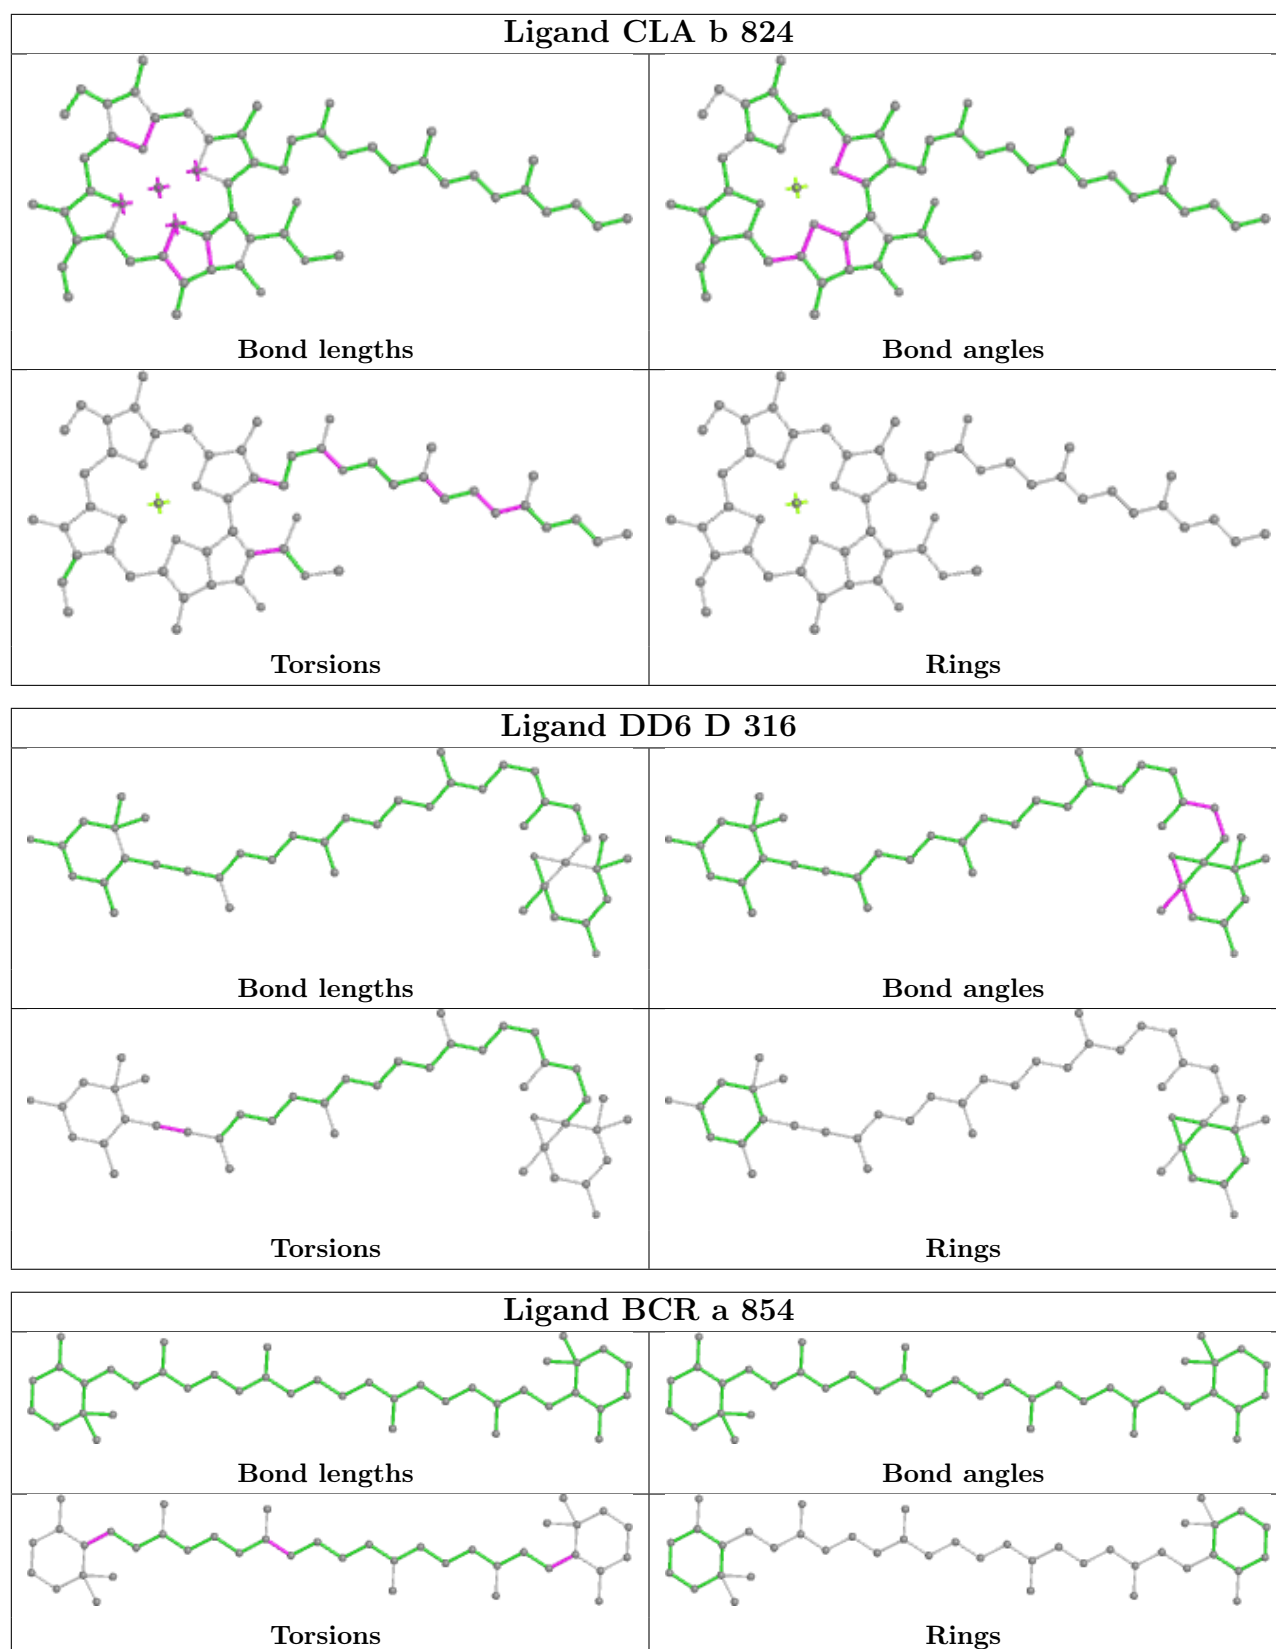 Ligand CLA b 824
Bond lengths
Bond angles
Torsions
Rings
Ligand DD6 D 316
Bond lengths
Bond angles
Torsions
Rings
Ligand BCR a 854
Bond lengths
Bond angles
Torsions
Rings